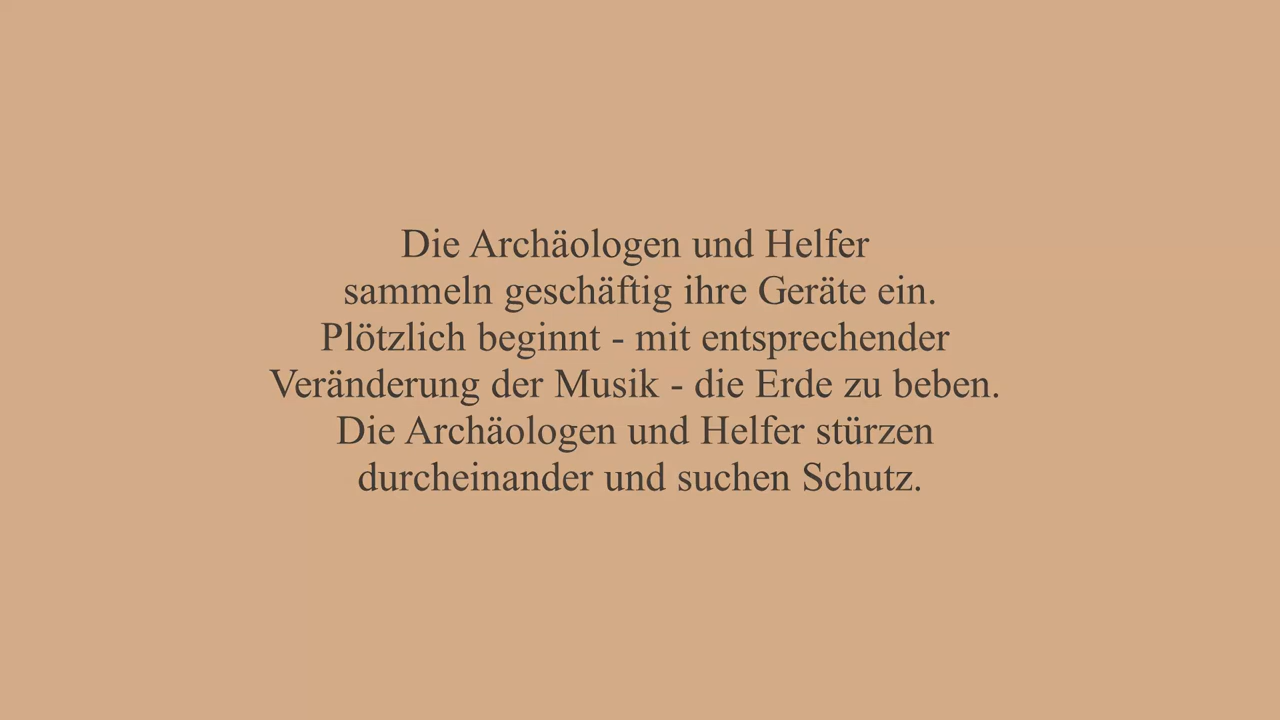 Die Archäologen und Helfer
sammeln geschäftig ihre Geräte ein.
Plötzlich beginnt - mit entsprechender
Veränderung der Musik - die Erde zu beben.
Die Archäologen und Helfer stürzen
durcheinander und suchen Schutz.